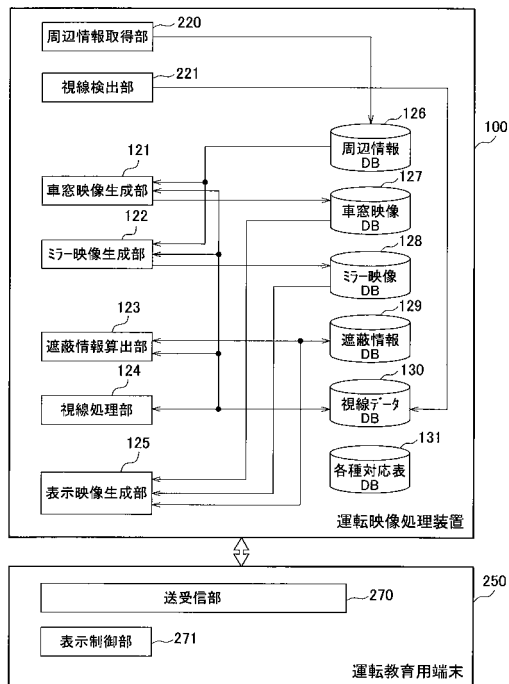 周辺情報取得部
220
視線検出部
221
126
周辺情報
DB
100
121
車窓映像生成部
127
車窓映像
DB
122
ミラー映像生成部
128
ミラー映像
DB
123
遮蔽情報算出部
129
遮蔽情報
DB
124
視線処理部
130
視線データ
DB
125
表示映像生成部
131
各種対応表
DB
運転映像処理装置
送受信部
270
250
表示制御部
271
運転教育用端末